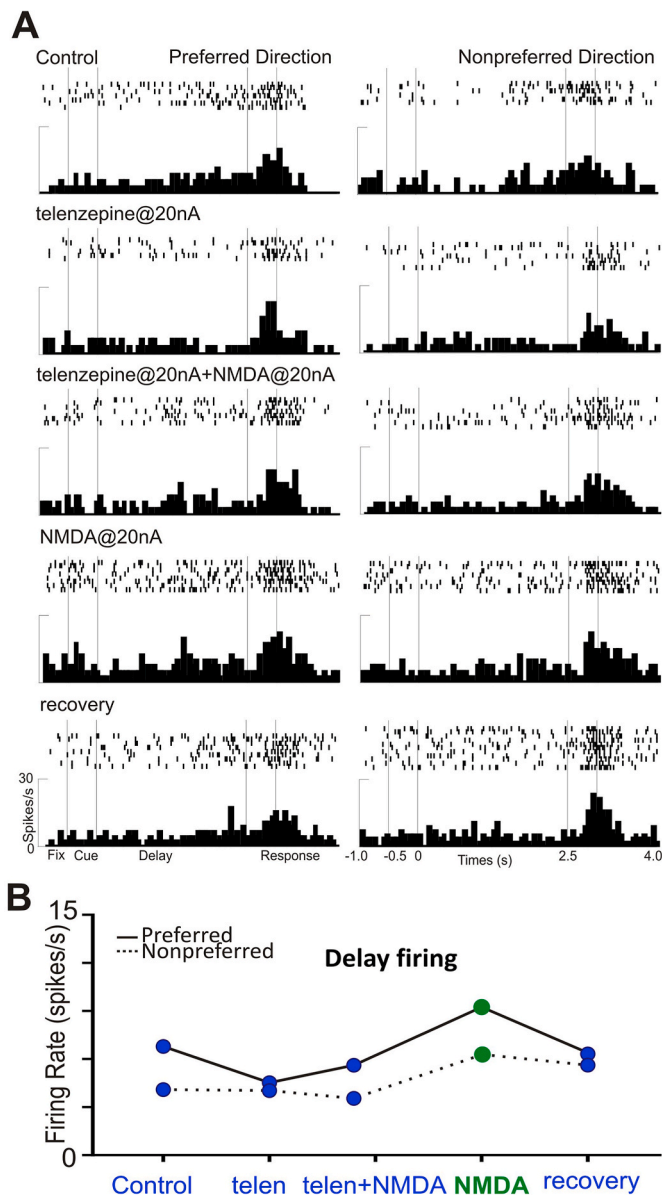 A
Control Preferred Direction Nonpreferred Direction
telenzepine@20nA
telenzepine@20nA+NMDA@20nA
NMDA@20nA
recovery
30
Spikes/s
0
Fix Cue Delay Response -1.0 -0.5 0 Times (s) 2.5 4.0
B
15
Preferred
Nonpreferred
Delay firing
Firing Rate (spikes/s)
0
Control telen telen+NMDA NMDA recovery